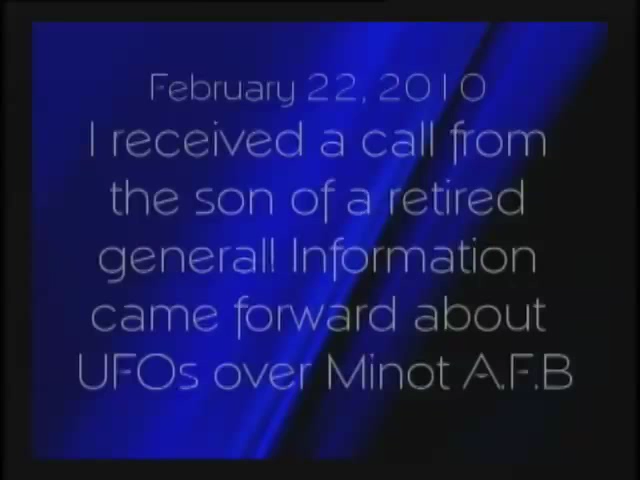 February 22, 2010
I received a call from
the son of a retired
general! Information
came forward about
UFOs over Minot A.F.B